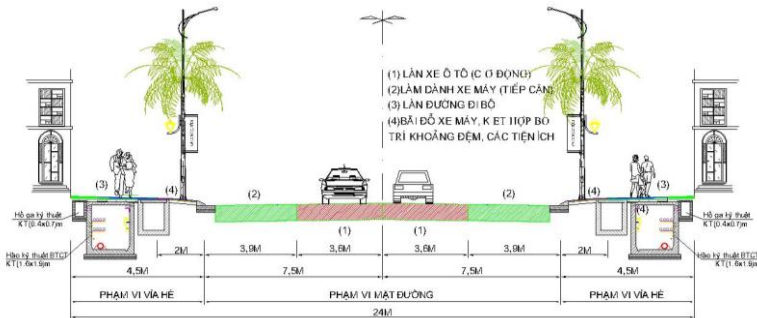 (1) LÀN XE Ô TÔ (C Ơ ĐỘNG)
(2)LÀM DÀNH XE MÁY (TIẾP CẬN)
(3) LÀN ĐƯỜNG ĐI BỘ
(4)BÃI ĐỖ XE MÁY, K ẾT HỢP BỐ
TRÍ KHOẢNG ĐỆM, CÁC TIỆN ÍCH
(3)
(4)
(2)
(2)
(4)
(3)
(4)
Hố ga kỹ thuật
KT(0.4x0.7)m
Hố ga kỹ thuật
KT(0.4x0.7)m
(1)
(1)
Hào kỹ thuật BTCT
KT(1.6x1.9)m
Hào kỹ thuật BTCT
KT(1.6x1.9)m
2M
3,9M
3,6M
3,6M
3,9M
2M
4,5M
7,5M
7,5M
4,5M
PHẠM VI VỈA HÈ
PHẠM VI MẶT ĐƯỜNG
PHẠM VI VỈA HÈ
24M